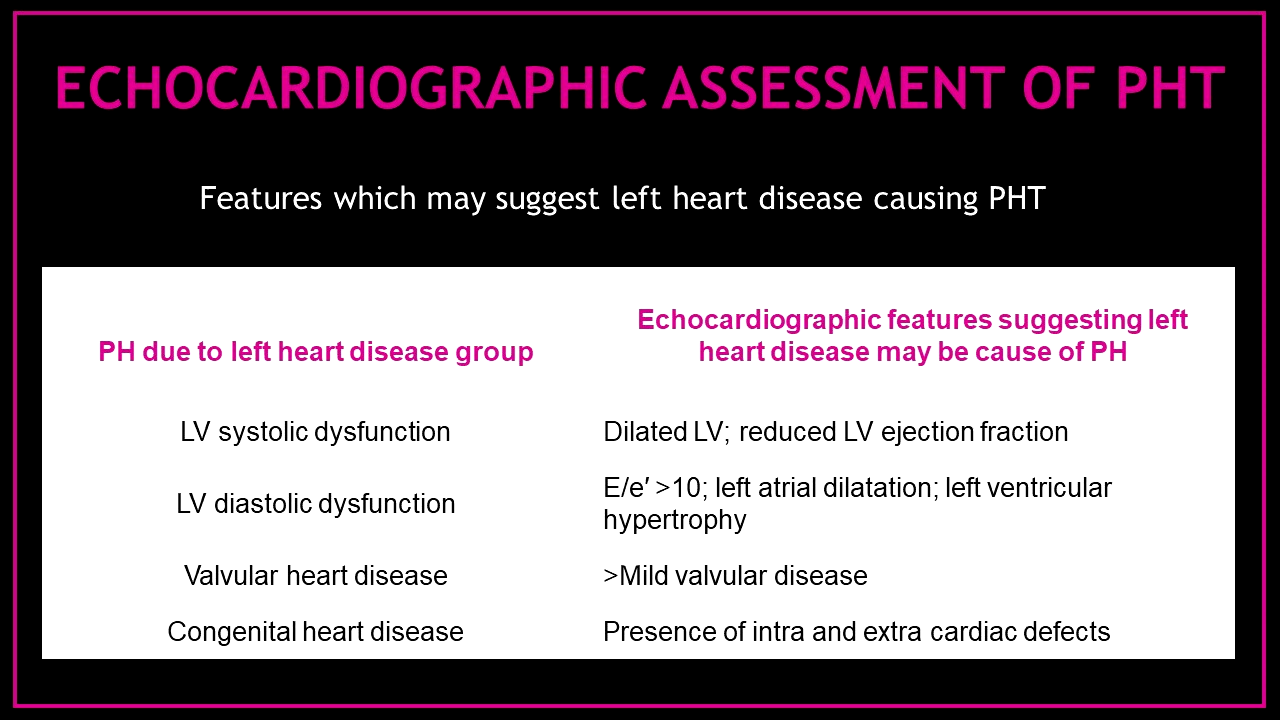 ECHOCARDIOGRAPHIC ASSESSMENT OF PHT
Features which may suggest left heart disease causing PHT
PH due to left heart disease group
Echocardiographic features suggesting left
heart disease may be cause of PH
LV systolic dysfunction
Dilated LV; reduced LV ejection fraction
LV diastolic dysfunction
E/e′ >10; left atrial dilatation; left ventricular
hypertrophy
Valvular heart disease
>Mild valvular disease
Congenital heart disease
Presence of intra and extra cardiac defects